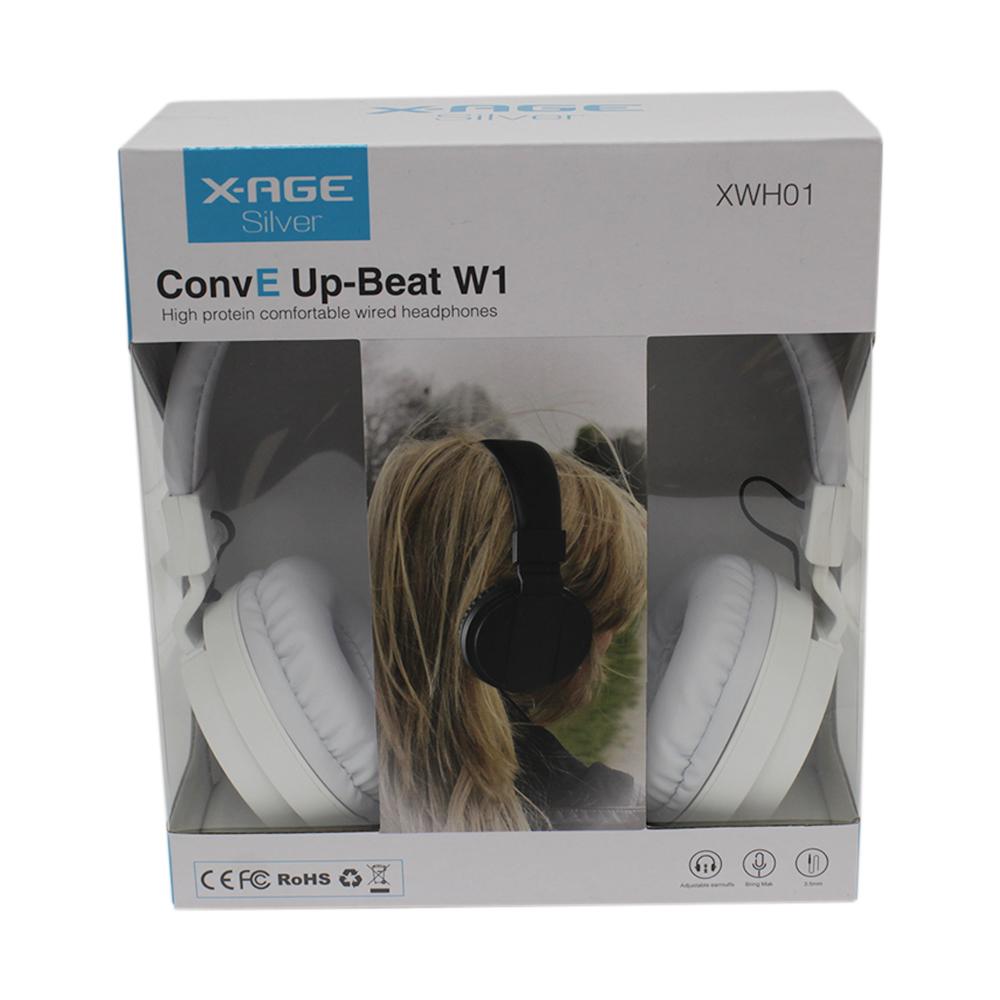 X-AGE
Silver
X-AGE
Silver
XWH01
ConvE Up-Beat W1
High protein comfortable wired headphones
CE FC RoHS
Adjustable earmuffs
Bring Mak
3.5mm